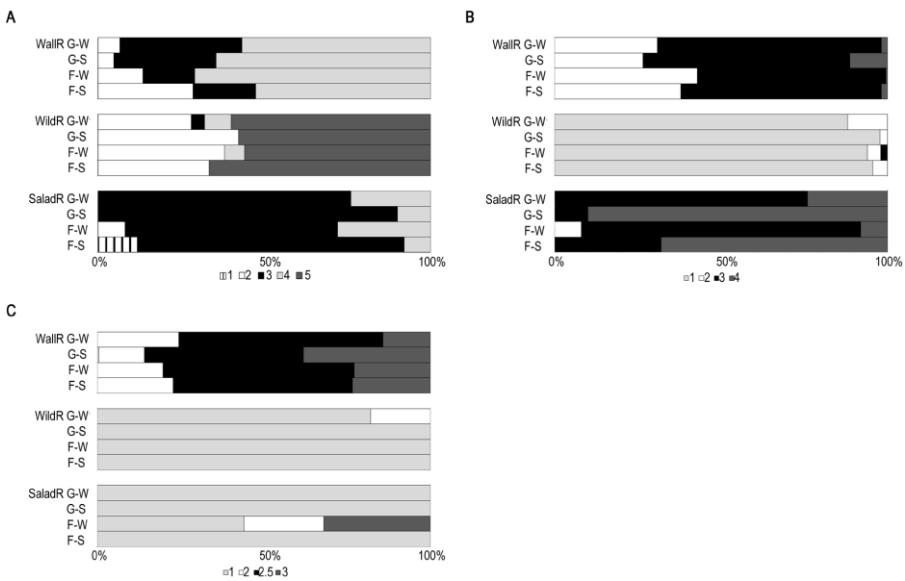 A
WallR G-W
G-S
F-W
F-S
WildR G-W
G-S
F-W
F-S
SaladR G-W
G-S
F-W
F-S
0% 50% 100%
1 2 3 4 5
B
WallR G-W
G-S
F-W
F-S
WildR G-W
G-S
F-W
F-S
SaladR G-W
G-S
F-W
F-S
0% 50% 100%
1 2 3 4
C
WallR G-W
G-S
F-W
F-S
WildR G-W
G-S
F-W
F-S
SaladR G-W
G-S
F-W
F-S
0% 50% 100%
1 2 2.5 3